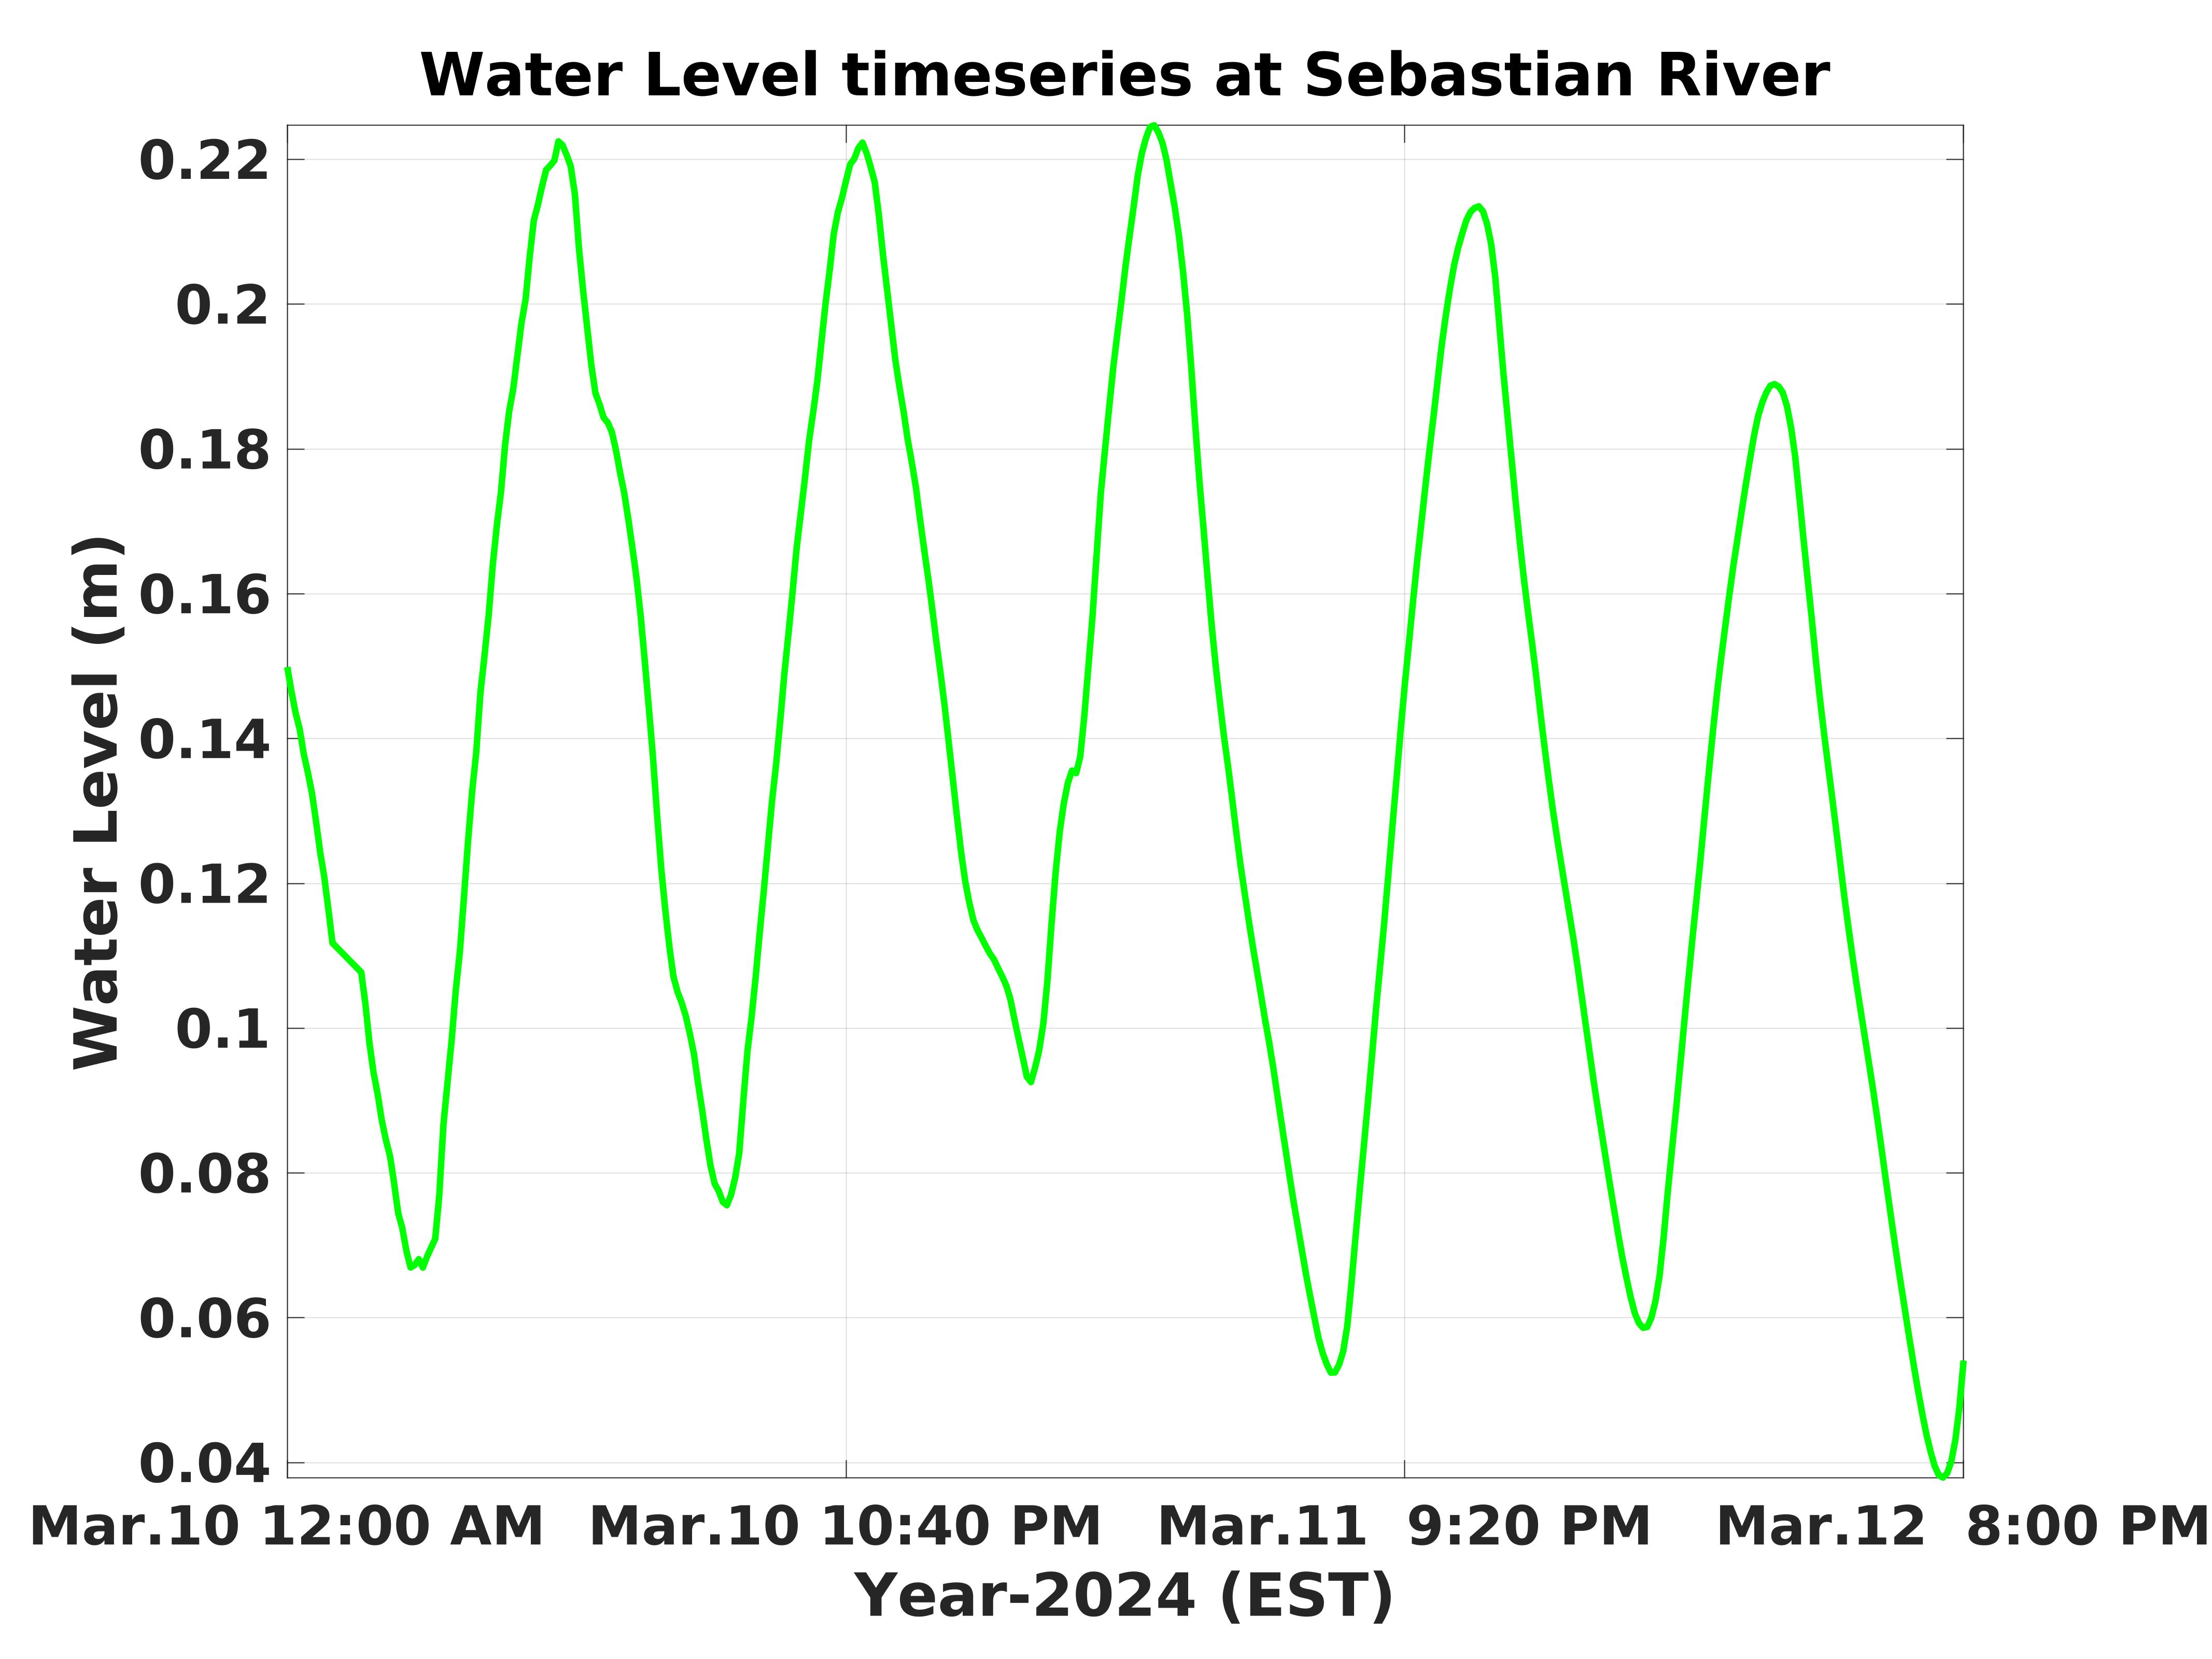 Water Level timeseries at Sebastian River
0.22
0.2
0.18
0.16
0.14
0.12
0.1
0.08
0.06
0.04
Water Level (m)
Mar.10 12:00 AM Mar.10 10:40 PM Mar.11 9:20 PM Mar.12 8:00 PM
Year-2024 (EST)